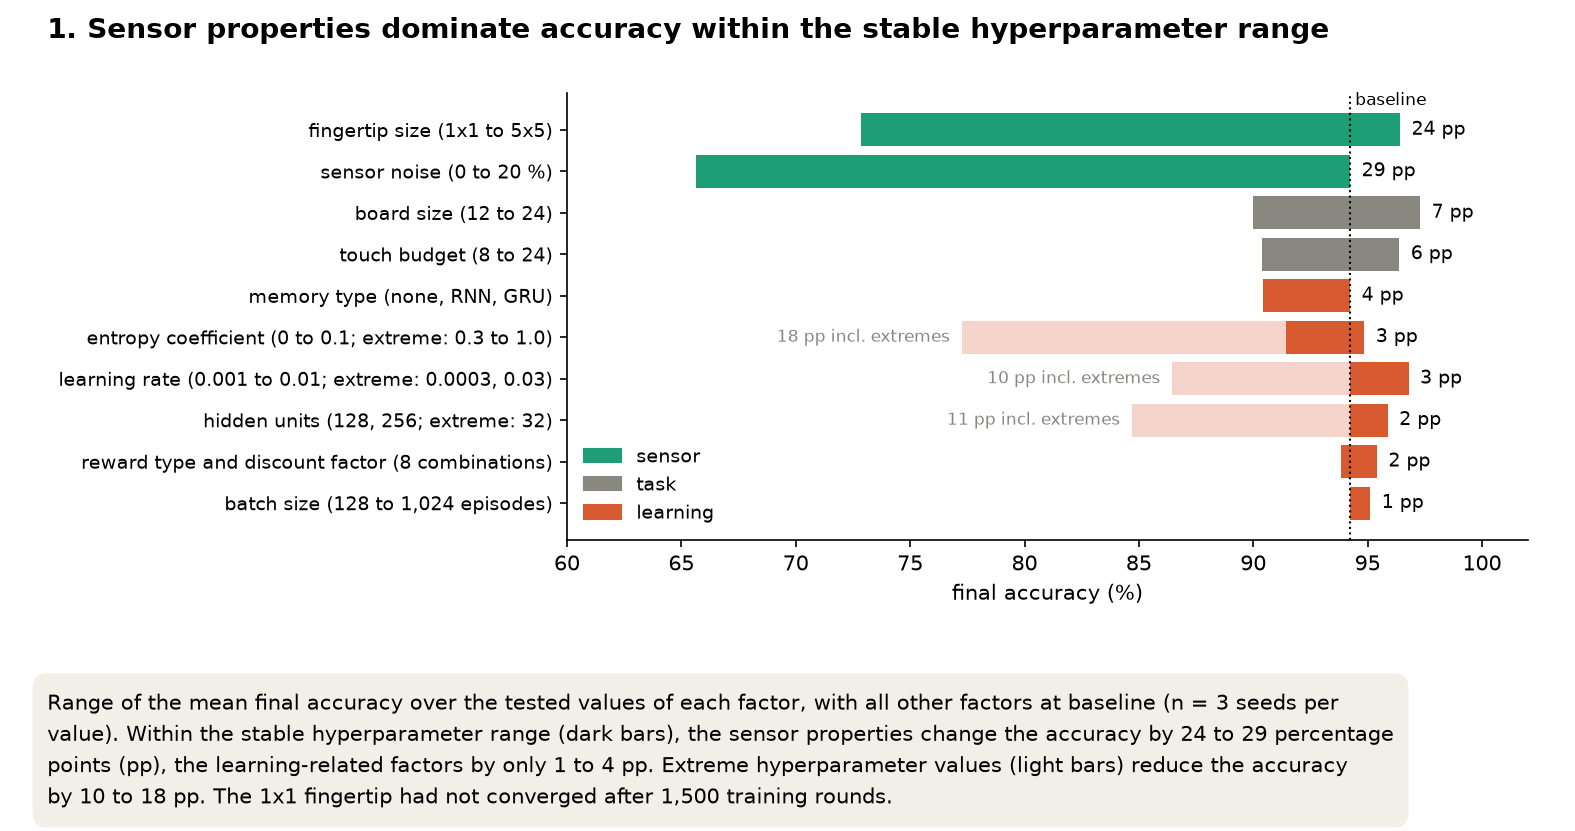 1. Sensor properties dominate accuracy within the stable hyperparameter range
baseline
fingertip size (1x1 to 5x5)
24 pp
sensor noise (0 to 20 %)
29 pp
board size (12 to 24)
7 pp
touch budget (8 to 24)
6 pp
memory type (none, RNN, GRU)
4 pp
entropy coefficient (0 to 0.1; extreme: 0.3 to 1.0)
18 pp incl. extremes
3 pp
learning rate (0.001 to 0.01; extreme: 0.0003, 0.03)
10 pp incl. extremes
3 pp
hidden units (128, 256; extreme: 32)
11 pp incl. extremes
2 pp
reward type and discount factor (8 combinations)
2 pp
batch size (128 to 1,024 episodes)
1 pp
sensor
task
learning
60 65 70 75 80 85 90 95 100
final accuracy (%)
Range of the mean final accuracy over the tested values of each factor, with all other factors at baseline (n = 3 seeds per
value). Within the stable hyperparameter range (dark bars), the sensor properties change the accuracy by 24 to 29 percentage
points (pp), the learning-related factors by only 1 to 4 pp. Extreme hyperparameter values (light bars) reduce the accuracy
by 10 to 18 pp. The 1x1 fingertip had not converged after 1,500 training rounds.